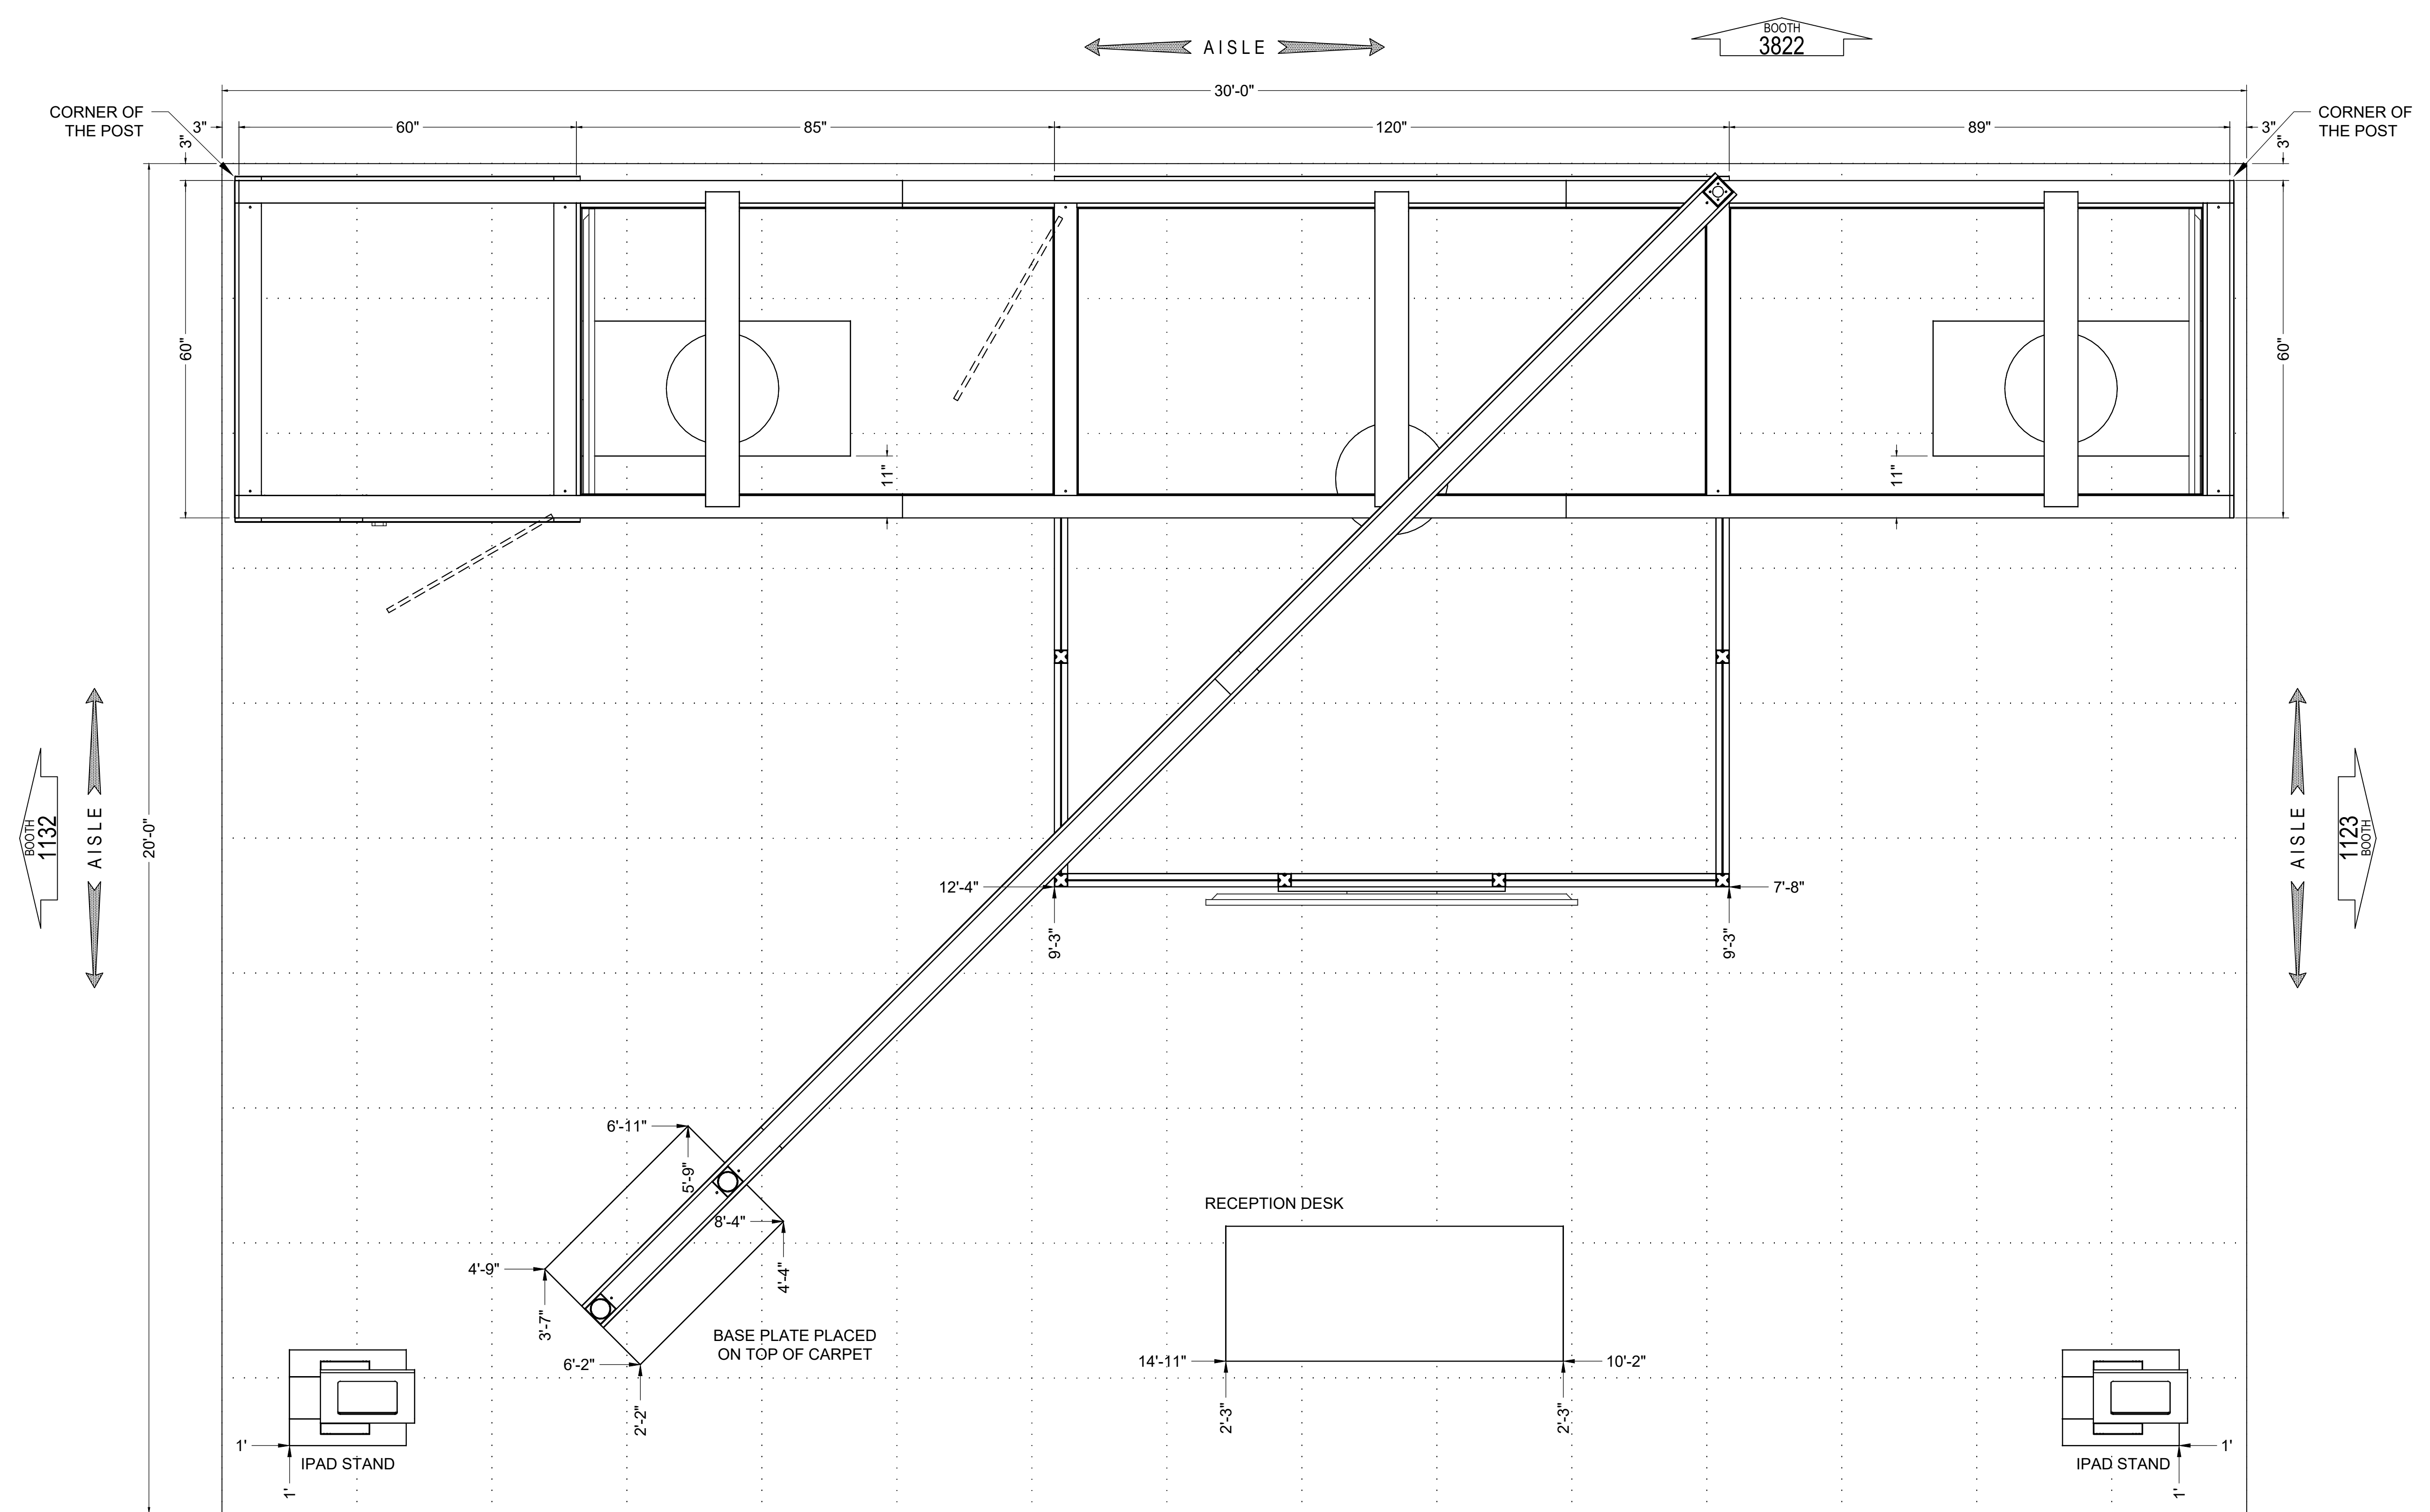 BOOTH
3822
AISLE
30'-0"
CORNER OF
THE POST
CORNER OF
THE POST
3"
60"
85"
120"
89"
3"
3"
3"
60"
60"
11"
11"
BOOTH
1132
AISLE
20'-0"
AISLE
1123
BOOTH
12'-4"
7'-8"
9'-3"
9'-3"
6'-11"
5'-9"
8'-4"
4'-9"
4'-4"
3'-7"
6'-2"
2'-2"
BASE PLATE PLACED
ON TOP OF CARPET
RECEPTION DESK
14'-11"
10'-2"
2'-3"
2'-3"
1'
IPAD STAND
1'
1'
IPAD STAND
1'